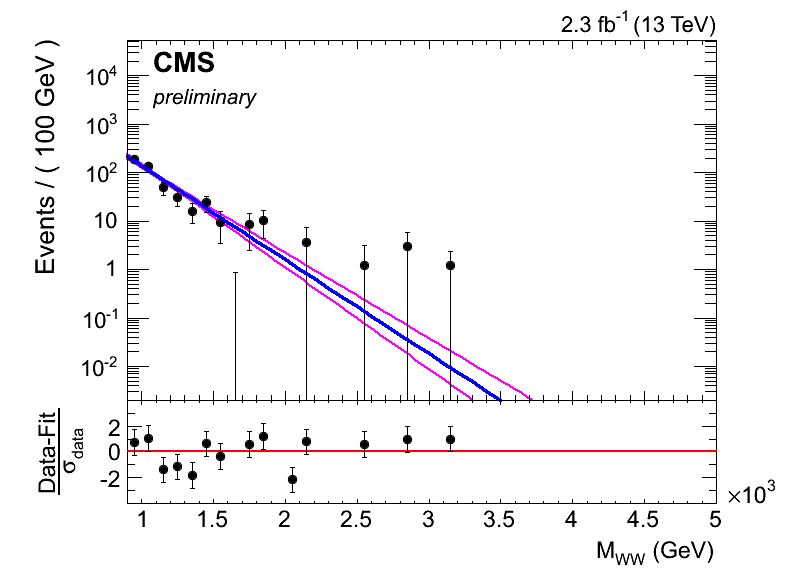 2.3 fb⁻¹ (13 TeV)
CMS
preliminary
Events / ( 100 GeV )
10⁴
10³
10²
10
1
10⁻¹
10⁻²
Data-Fit
σ_data
2
0
-2
1 1.5 2 2.5 3 3.5 4 4.5 5
×10³
M_WW (GeV)